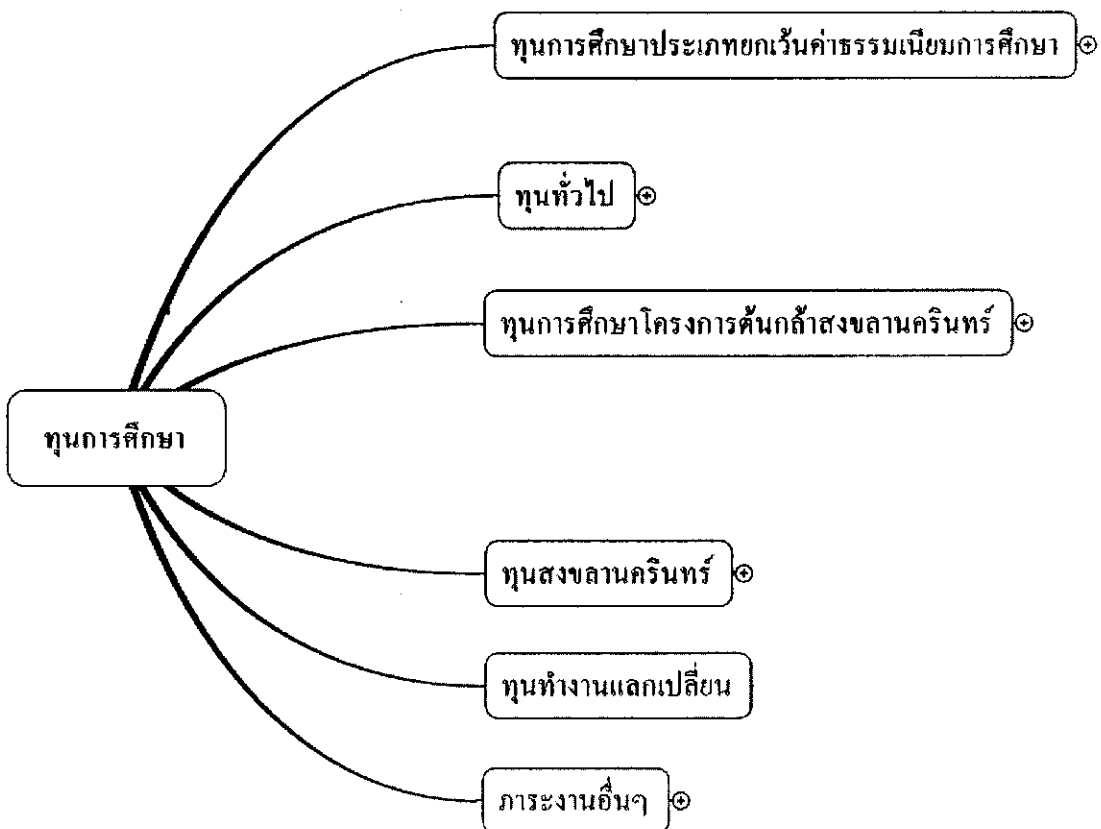 ทุนการศึกษาประเภทยกเว้นค่าธรรมเนียมการศึกษา
ทุนทั่วไป
ทุนการศึกษาโครงการต้นกล้าสงขลานครินทร์
ทุนการศึกษา
ทุนสงขลานครินทร์
ทุนทำงานแลกเปลี่ยน
ภาระงานอื่นๆ